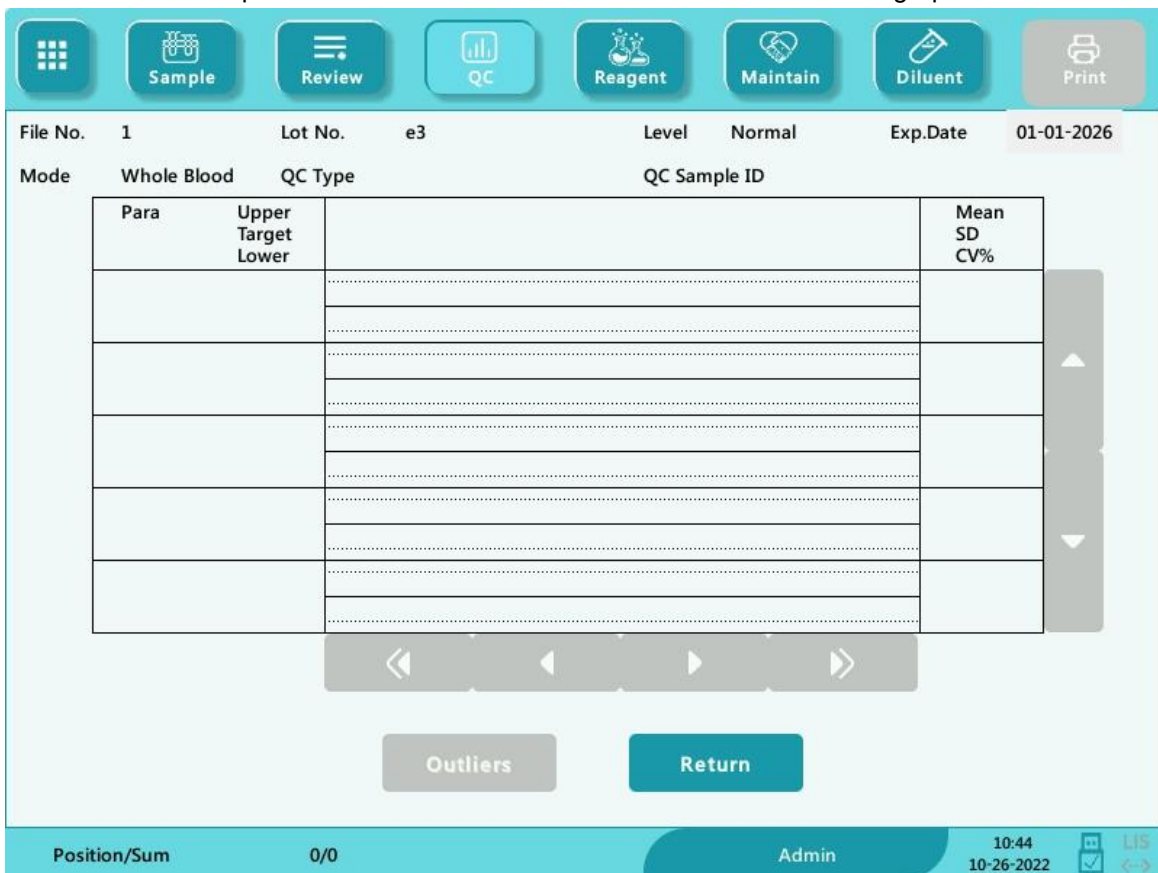 Sample Review QC Reagent Maintain Diluent Print
File No. 1 Lot No. e3 Level Normal Exp.Date 01-01-2026
Mode Whole Blood QC Type QC Sample ID
Para Upper Mean
Target SD
Lower CV%
Outliers Return
Position/Sum 0/0 Admin 10:44 LIS
10-26-2022